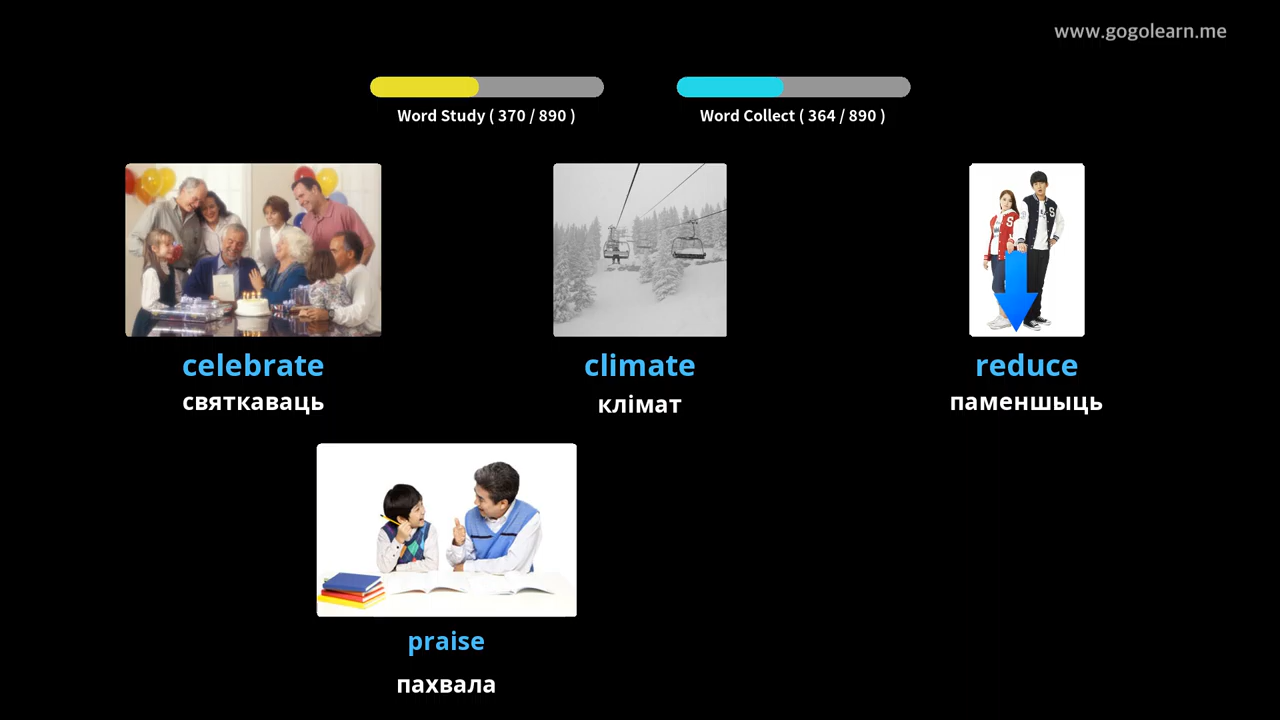 www.gogolearn.me
Word Study ( 370 / 890 )
Word Collect ( 364 / 890 )
celebrate
святкаваць
climate
клімат
reduce
паменшыць
praise
пахвала